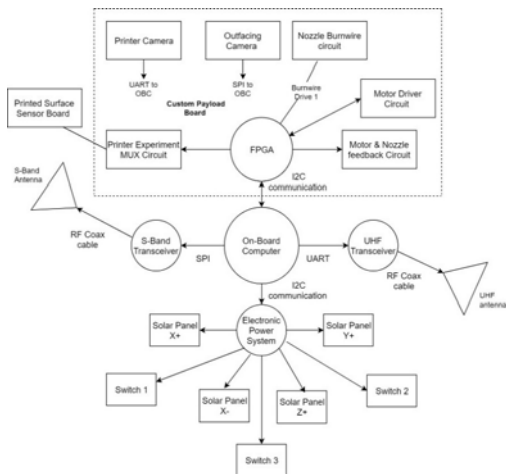 Printer Camera
Outfacing
Camera
Nozzle Burnwire
circuit
UART to
OBC
SPI to
OBC
Burnwire
Drive 1
Custom Payload
Board
Motor Driver
Circuit
Printed Surface
Sensor Board
Printer Experiment
MUX Circuit
FPGA
Motor & Nozzle
feedback Circuit
I2C
communication
S-Band
Antenna
RF Coax
cable
S-Band
Transceiver
SPI
On-Board
Computer
UART
UHF
Transceiver
RF Coax
cable
UHF
antenna
I2C
communication
Solar Panel
X+
Electronic
Power
System
Solar Panel
Y+
Switch 1
Solar Panel
X-
Solar Panel
Z+
Switch 2
Switch 3